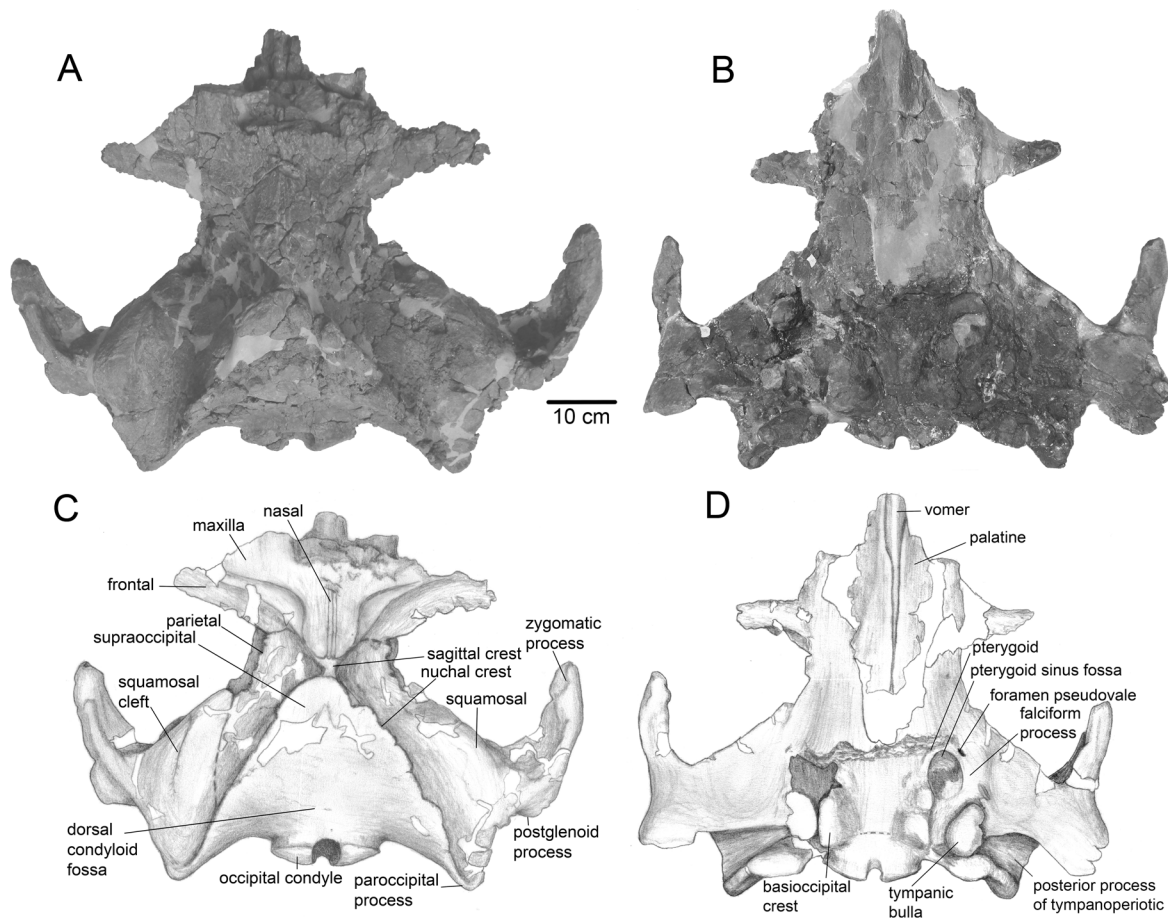 A
B
10 cm
C
nasal
maxilla
frontal
parietal
supraoccipital
squamosal
cleft
sagittal crest
nuchal crest
zygomatic
process
squamosal
dorsal
condyloid
fossa
occipital condyle
paroccipital
process
postglenoid
process
D
vomer
palatine
pterygoid
pterygoid sinus fossa
foramen pseudovale
falciform
process
basioccipital
crest
tympanic
bulla
posterior process
of tympanoperiotic